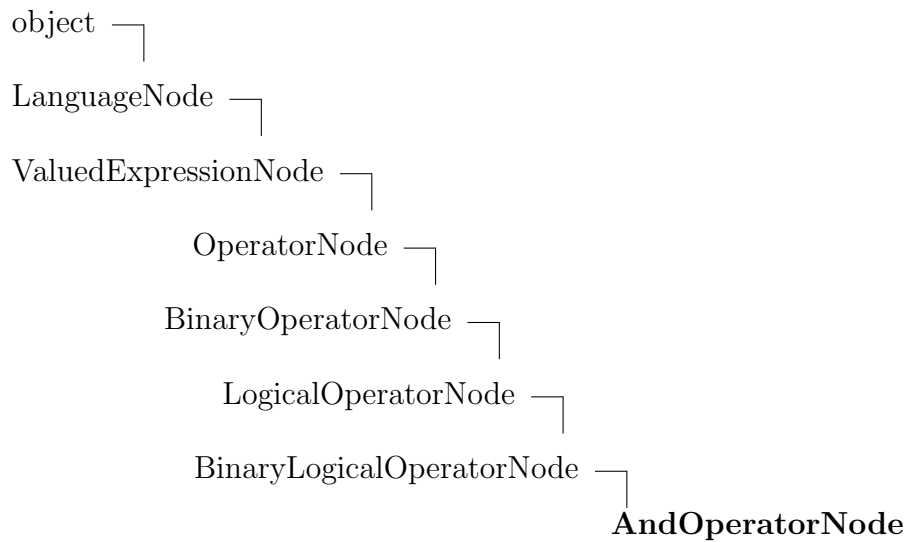 object
LanguageNode
ValuedExpressionNode
OperatorNode
BinaryOperatorNode
LogicalOperatorNode
BinaryLogicalOperatorNode
AndOperatorNode